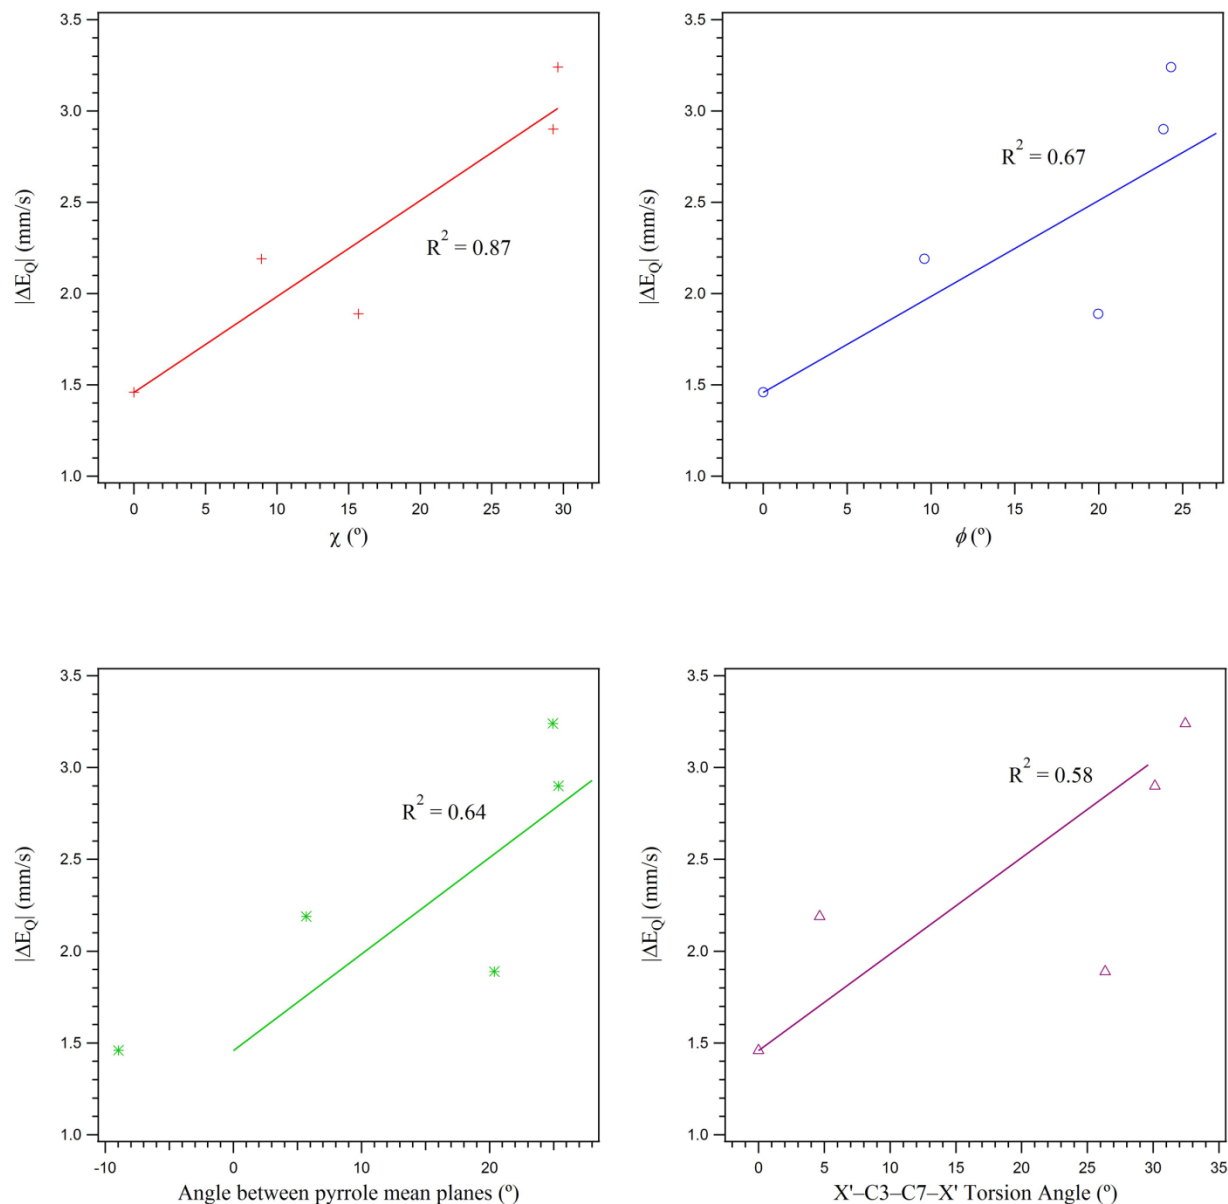 3.5
3.0
2.5
2.0
1.5
1.0
|ΔE_Q| (mm/s)
R^2 = 0.87
0 5 10 15 20 25 30
χ (º)
3.5
3.0
2.5
2.0
1.5
1.0
|ΔE_Q| (mm/s)
R^2 = 0.67
0 5 10 15 20 25
ϕ (º)
3.5
3.0
2.5
2.0
1.5
1.0
|ΔE_Q| (mm/s)
R^2 = 0.64
-10 0 10 20
Angle between pyrrole mean planes (º)
3.5
3.0
2.5
2.0
1.5
1.0
|ΔE_Q| (mm/s)
R^2 = 0.58
0 5 10 15 20 25 30 35
X'–C3–C7–X' Torsion Angle (º)